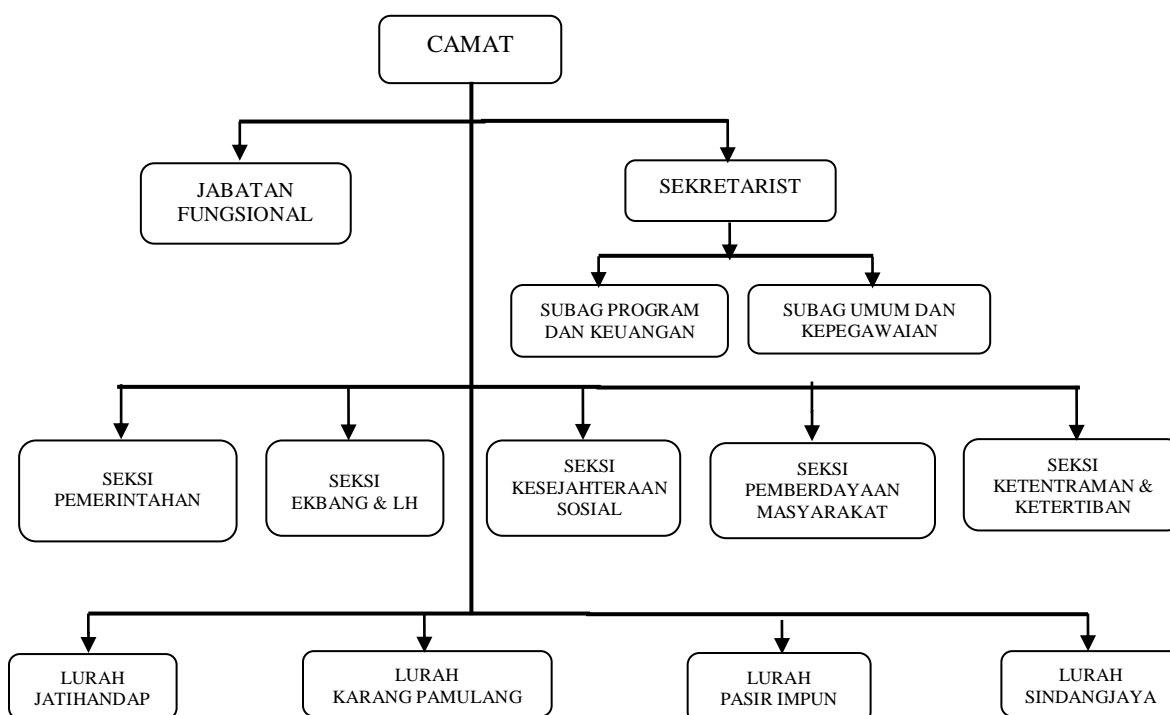 CAMAT
JABATAN
FUNGSIONAL
SEKRETARIST
SUBAG PROGRAM
DAN KEUANGAN
SUBAG UMUM DAN
KEPEGAWAIAN
SEKSI
PEMERINTAHAN
SEKSI
EKBANG & LH
SEKSI
KESEJAHTERAAN
SOSIAL
SEKSI
PEMBERDAYAAN
MASYARAKAT
SEKSI
KETENTRAMAN &
KETERTIBAN
LURAH
JATIHANDAP
LURAH
KARANG PAMULANG
LURAH
PASIR IMPUN
LURAH
SINDANGJAYA